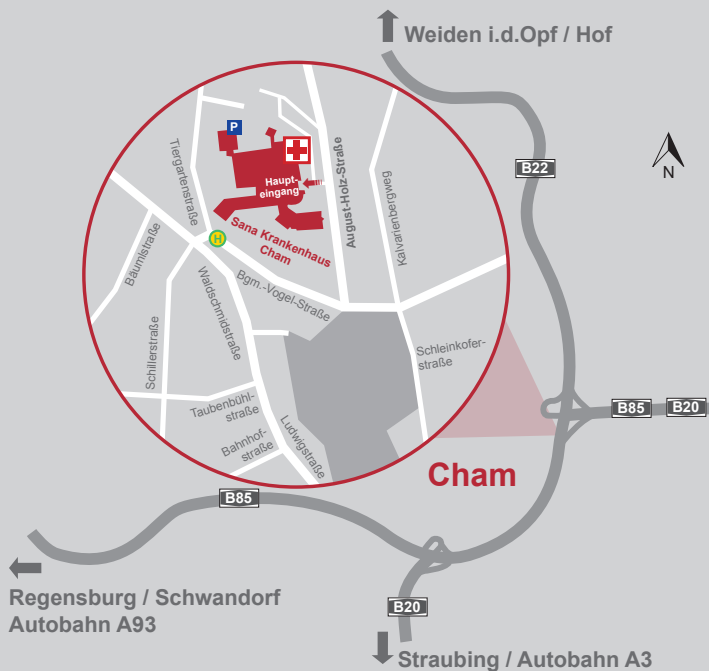 Weiden i.d.Opf / Hof
B22
N
P
Tiergartenstraße
Haupt-
eingang
August-Holz-Straße
Kalvarienbergweg
H
Sana Krankenhaus
Cham
Bäumlstraße
Waldschmidtstraße
Bgm.-Vogel-Straße
Schillerstraße
Schleinkofer-
straße
Taubenbühl-
straße
Bahnhof-
straße
Ludwigstraße
B85
B20
Cham
B85
Regensburg / Schwandorf
Autobahn A93
B20
Straubing / Autobahn A3